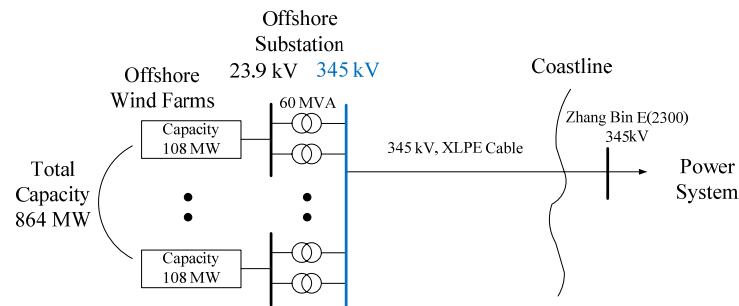 Offshore
Substation
23.9 kV 345 kV
Offshore
Wind Farms
60 MVA
Capacity
108 MW
Total
Capacity
864 MW
Capacity
108 MW
345 kV, XLPE Cable
Coastline
Zhang Bin E(2300)
345kV
Power
System